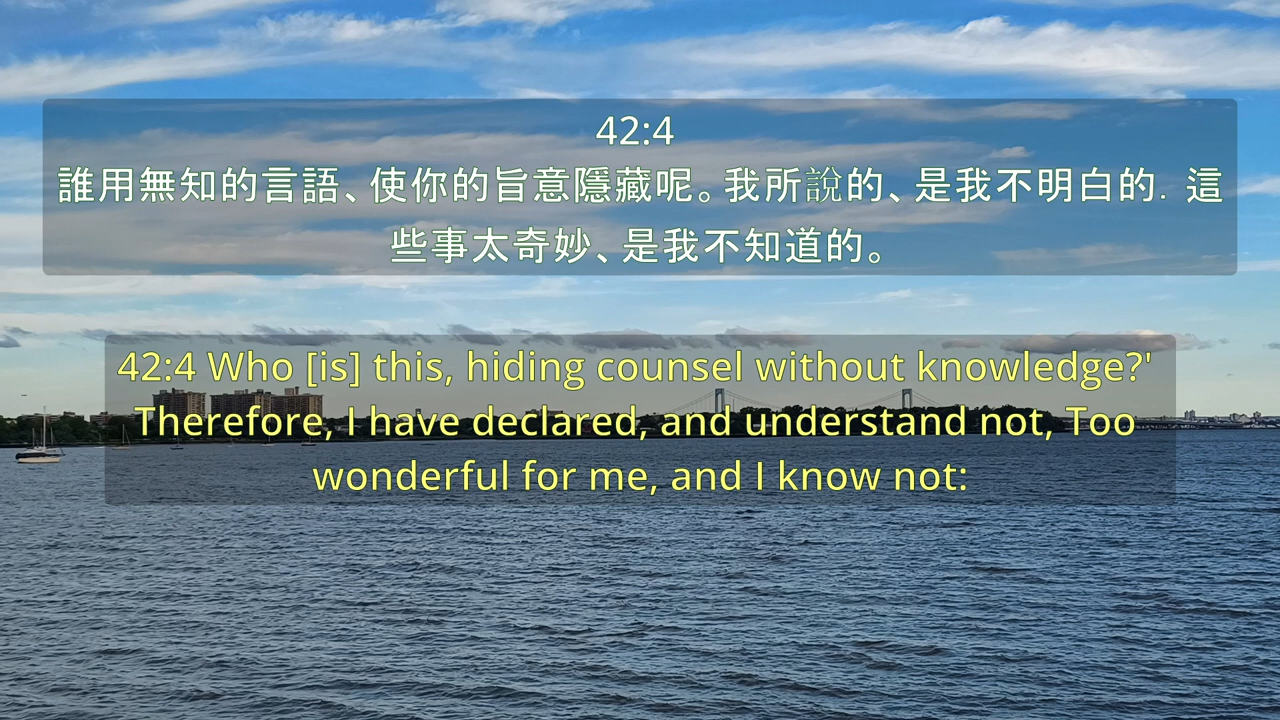 42:4
誰用無知的言語、使你的旨意隱藏呢。我所說的、是我不明白的．這
些事太奇妙、是我不知道的。
42:4 Who [is] this, hiding counsel without knowledge?'
Therefore, I have declared, and understand not, Too
wonderful for me, and I know not: